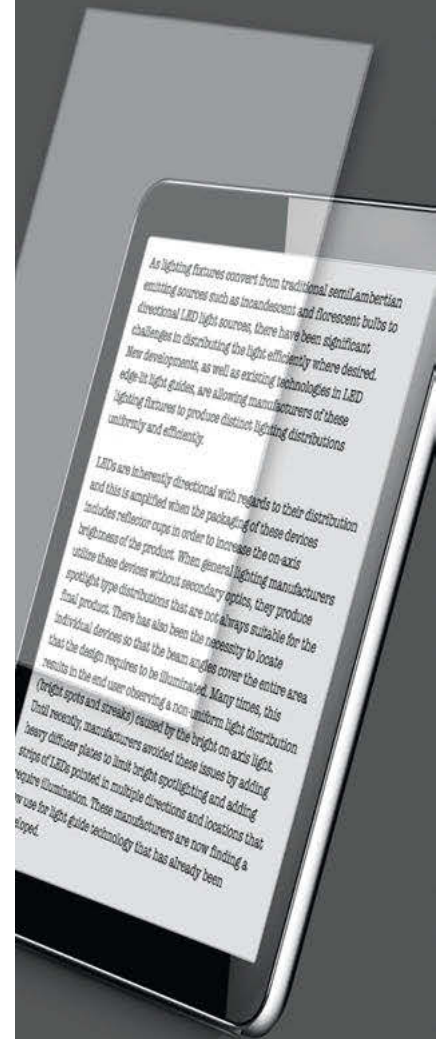 As lighting fixtures convert from traditional semiLambertian
emitting sources such as incandescent and florescent bulbs to
directional LED light sources, there have been significant
challenges in distributing the light efficiently where desired.
New developments, as well as existing technologies in LED
edge-lit light guides, are allowing manufacturers of these
lighting fixtures to produce distinct lighting distributions
uniformly and efficiently.
LEDs are inherently directional with regards to their distribution
and this is amplified when the packaging of these devices
includes reflector cups in order to increase the on-axis
brightness of the product. When general lighting manufacturers
utilize these devices without secondary optics, they produce
spotlight type distributions that are not always suitable for the
final product. There has also been the necessity to locate
individual devices so that the beam angles cover the entire area
that the design requires to be illuminated. Many times, this
results in the end user observing a non-uniform light distribution
(bright spots and streaks) caused by the bright on-axis light.
Until recently, manufacturers avoided these issues by adding
heavy diffuser plates to limit bright spotlighting and adding
strips of LEDs pointed in multiple directions and locations that
require illumination. These manufacturers are now finding a
use for light guide technology that has already been